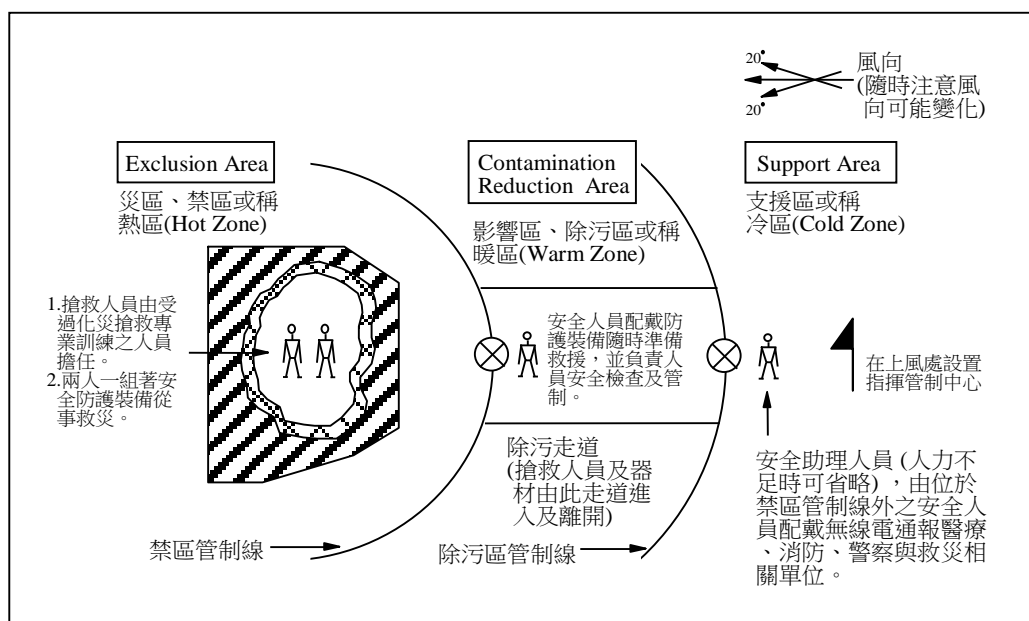 20°
20°
風向
(隨時注意風
向可能變化)
Exclusion Area
災區、禁區或稱
熱區(Hot Zone)
Contamination
Reduction Area
影響區、除污區或稱
暖區(Warm Zone)
Support Area
支援區或稱
冷區(Cold Zone)
1.搶救人員由受
過化災搶救專
業訓練之人員
擔任。
2.兩人一組著安
全防護裝備從
事救災。
安全人員配戴防
護裝備隨時準備
救援，並負責人
員安全檢查及管
制。
在上風處設置
指揮管制中心
除污走道
(搶救人員及器
材由此走道進
入及離開)
安全助理人員 (人力不
足時可省略) ，由位於
禁區管制線外之安全人
員配戴無線電通報醫療
、消防、警察與救災相
關單位。
禁區管制線
除污區管制線